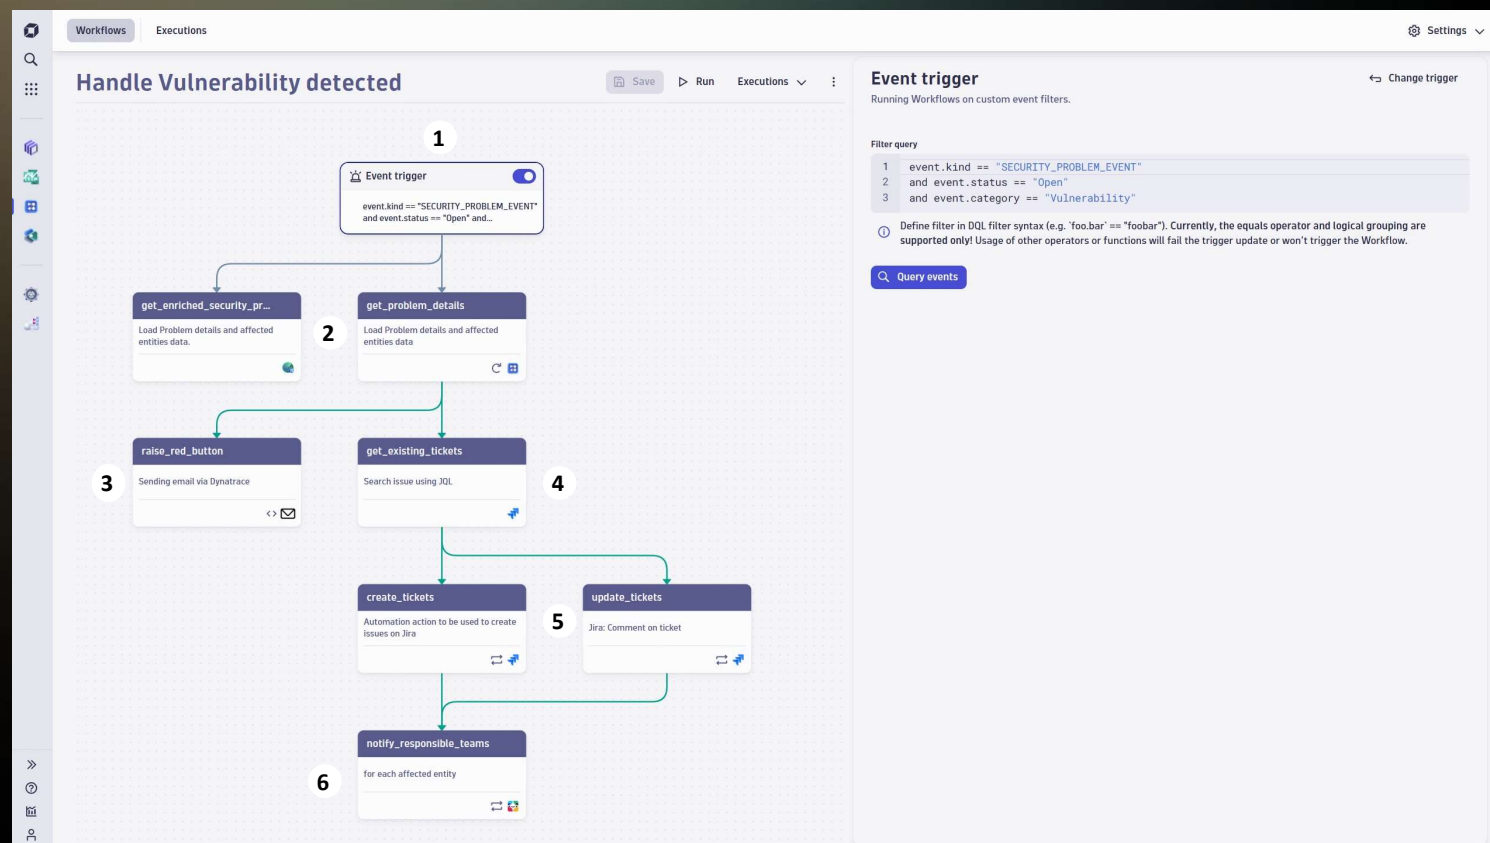 Workflows
Executions
Settings
Handle Vulnerability detected
Save
Run
Executions
1
Event trigger
event.kind == "SECURITY_PROBLEM_EVENT"
and event.status == "Open" and...
get_enriched_security_pr...
Load Problem details and affected
entities data.
2
get_problem_details
Load Problem details and affected
entities data
3
raise_red_button
Sending email via Dynatrace
get_existing_tickets
Search issue using JQL
4
create_tickets
Automation action to be used to create
issues on Jira
5
update_tickets
Jira: Comment on ticket
notify_responsible_teams
for each affected entity
6
Event trigger
Change trigger
Running Workflows on custom event filters.
Filter query
1 event.kind == "SECURITY_PROBLEM_EVENT"
2 and event.status == "Open"
3 and event.category == "Vulnerability"
Define filter in DQL filter syntax (e.g. `foo.bar` == "foobar"). Currently, the equals operator and logical grouping are
supported only! Usage of other operators or functions will fail the trigger update or won't trigger the Workflow.
Query events